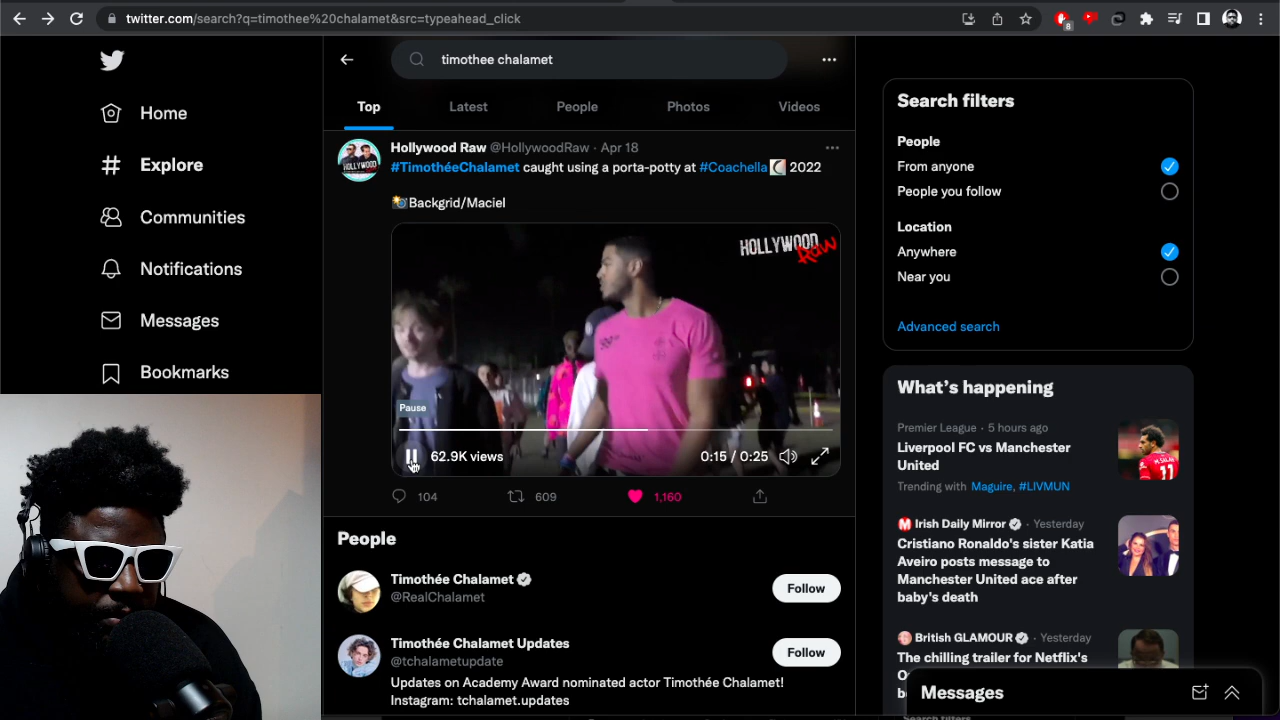 twitter.com/search?q=timothee%20chalamet&src=typeahead_click
8
timothee chalamet
Home
Explore
Communities
Notifications
Messages
Bookmarks
Top Latest People Photos Videos
Hollywood Raw @HollywoodRaw · Apr 18
#TimothéeChalamet caught using a porta-potty at #Coachella 2022
Backgrid/Maciel
HOLLYWOOD
Raw
Pause
62.9K views
0:15 / 0:25
104 609 1,160
People
Timothée Chalamet
@RealChalamet
Follow
Timothée Chalamet Updates
@tchalametupdate
Follow
Updates on Academy Award nominated actor Timothée Chalamet!
Instagram: tchalamet.updates
Search filters
People
From anyone
People you follow
Location
Anywhere
Near you
Advanced search
What's happening
Premier League · 5 hours ago
Liverpool FC vs Manchester
United
Trending with Maguire, #LIVMUN
Irish Daily Mirror · Yesterday
Cristiano Ronaldo's sister Katia
Aveiro posts message to
Manchester United ace after
baby's death
British GLAMOUR · Yesterday
The chilling trailer for Netflix's
Messages